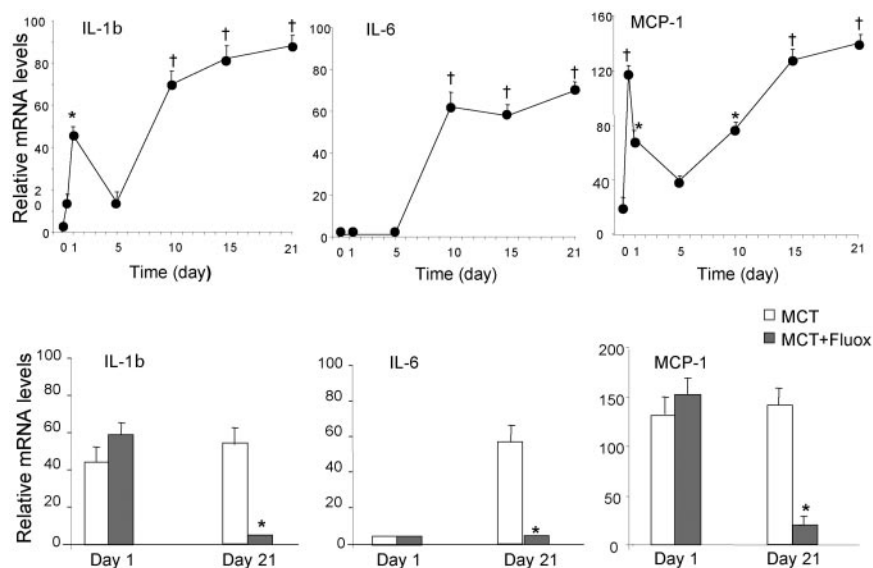 IL-1b
Relative mRNA levels
100
80
60
40
2
0
0
*
†
†
†
0 1 5 10 15 21
Time (day)
IL-6
100
80
60
40
20
0
†
†
†
0 1 5 10 15 21
Time (day)
MCP-1
160
120
80
40
0
†
*
*
†
†
0 1 5 10 15 21
Time (day)
MCT
MCT+Fluox
IL-1b
Relative mRNA levels
100
80
60
40
20
0
*
Day 1 Day 21
IL-6
100
80
60
40
20
0
*
Day 1 Day 21
MCP-1
200
150
100
50
0
*
Day 1 Day 21